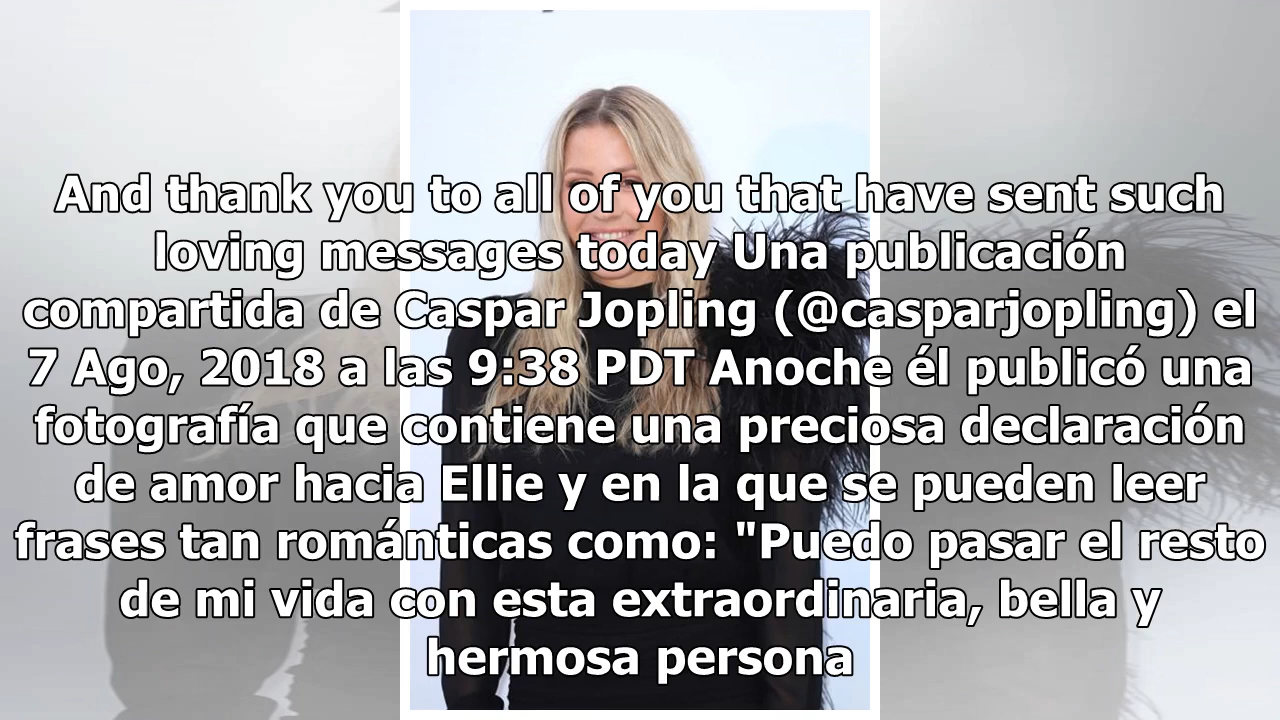 And thank you to all of you that have sent such
loving messages today Una publicación
compartida de Caspar Jopling (@casparjopling) el
7 Ago, 2018 a las 9:38 PDT Anoche él publicó una
fotografía que contiene una preciosa declaración
de amor hacia Ellie y en la que se pueden leer
frases tan románticas como: "Puedo pasar el resto
de mi vida con esta extraordinaria, bella y
hermosa persona